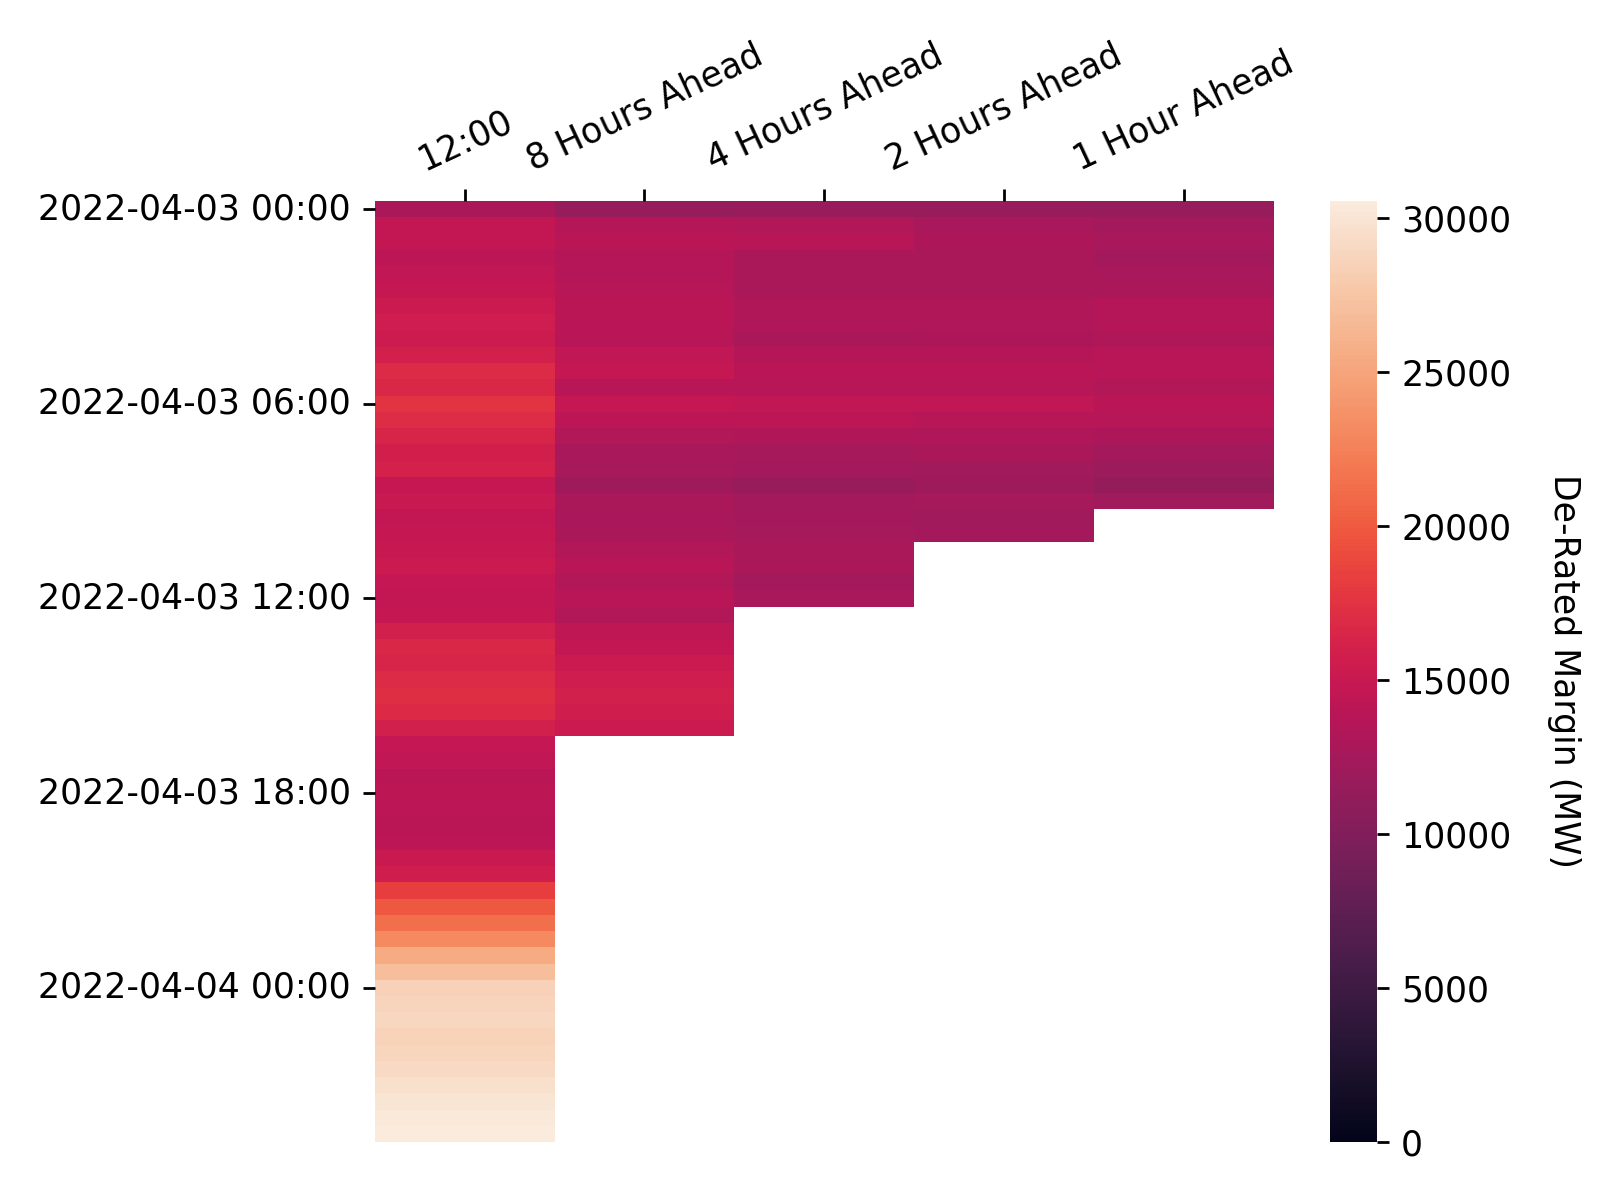 12:00
8 Hours Ahead
4 Hours Ahead
2 Hours Ahead
1 Hour Ahead
2022-04-03 00:00
2022-04-03 06:00
2022-04-03 12:00
2022-04-03 18:00
2022-04-04 00:00
30000
25000
20000
15000
10000
5000
0
De-Rated Margin (MW)